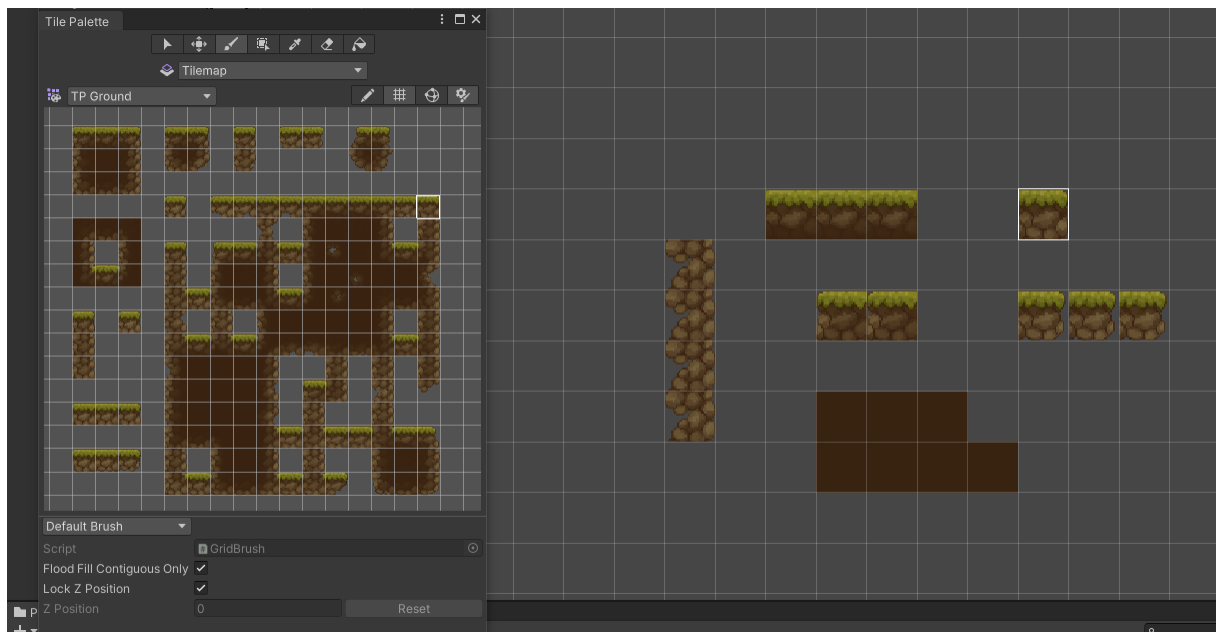 Tile Palette
Tilemap
TP Ground
Default Brush
Script
GridBrush
Flood Fill Contiguous Only
Lock Z Position
Z Position
0
Reset
P